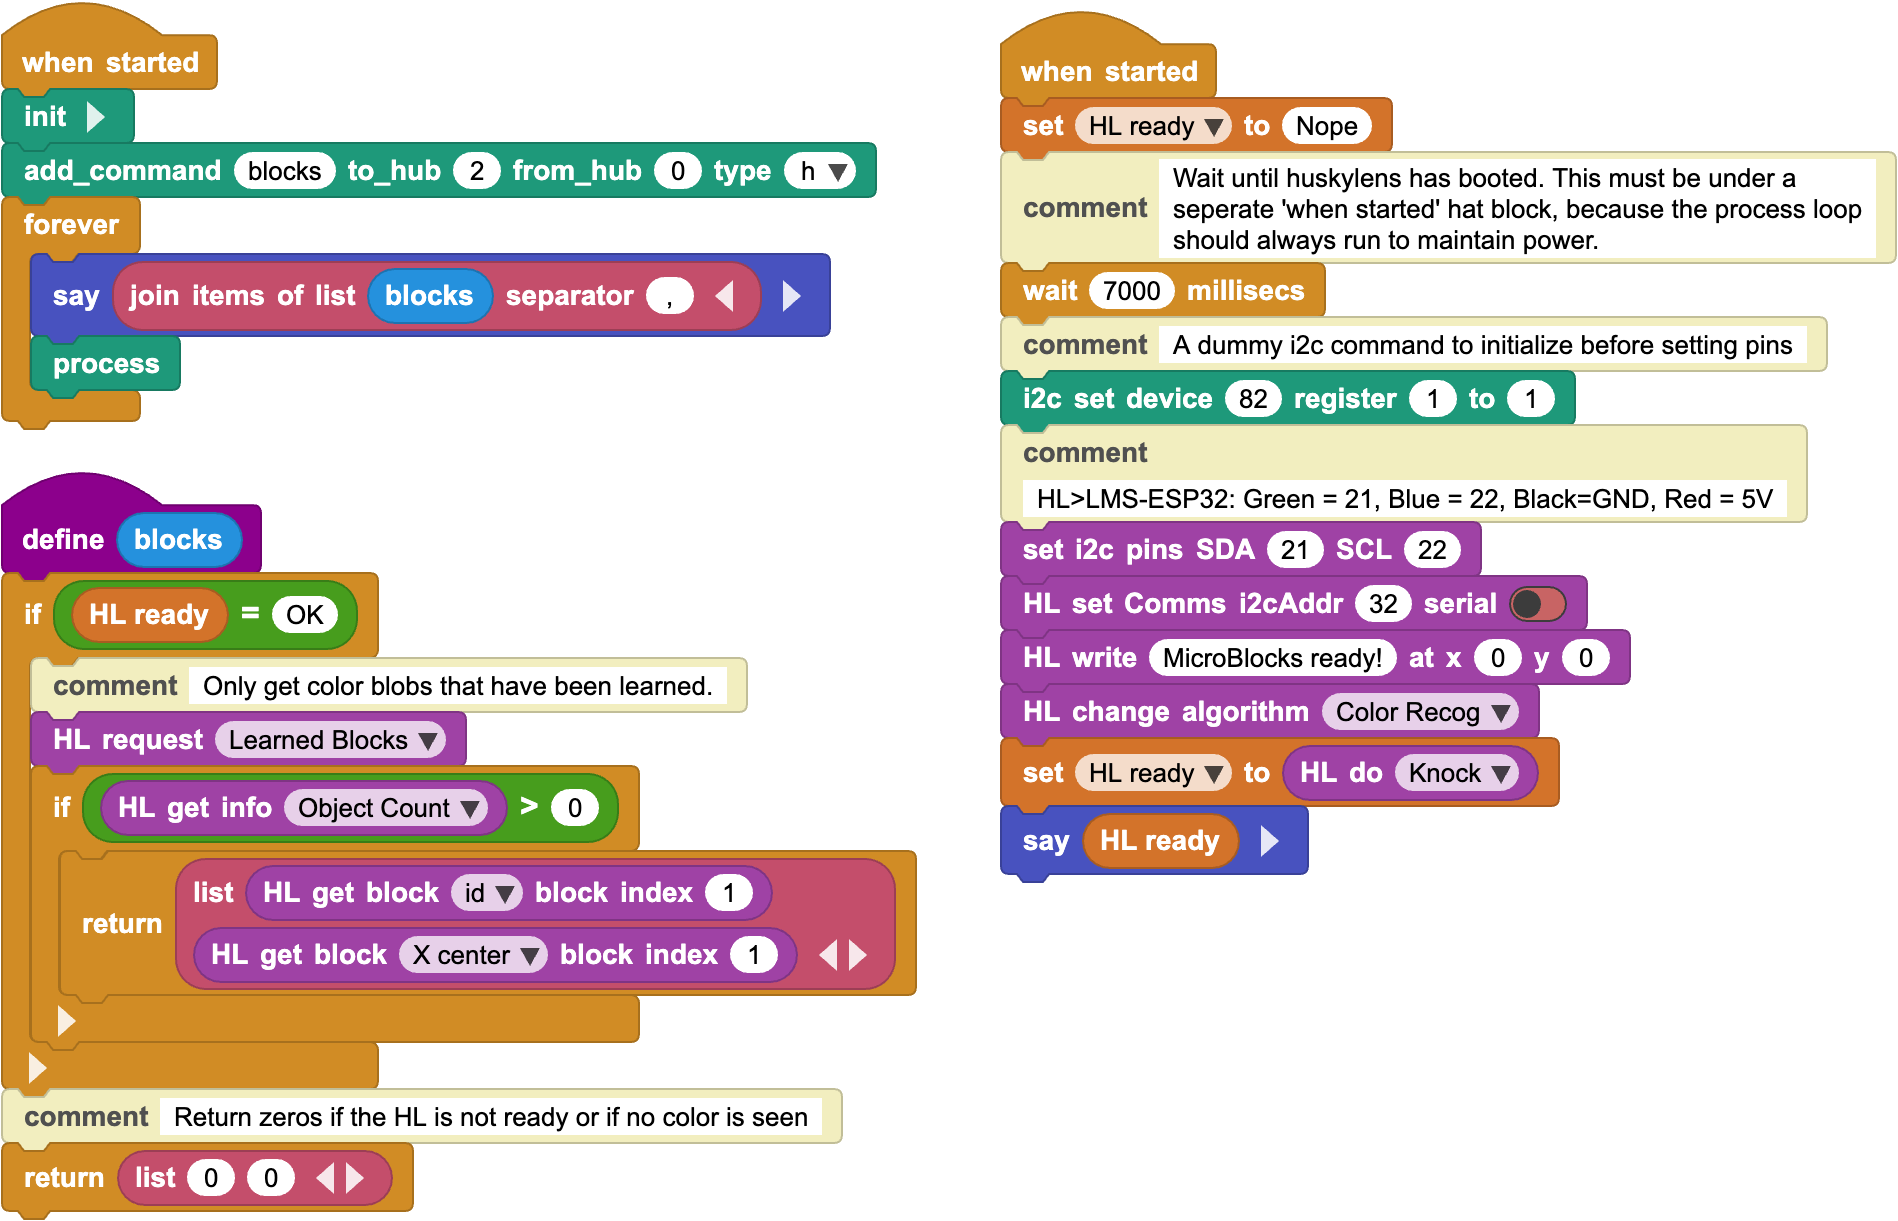 when started
init
add_command blocks to_hub 2 from_hub 0 type h
forever
say join items of list blocks separator ,
process
define blocks
if HL ready = OK
comment Only get color blobs that have been learned.
HL request Learned Blocks
if HL get info Object Count > 0
list HL get block id block index 1
return
HL get block X center block index 1
comment Return zeros if the HL is not ready or if no color is seen
return list 0 0
when started
set HL ready to Nope
Wait until huskylens has booted. This must be under a
comment seperate 'when started' hat block, because the process loop
should always run to maintain power.
wait 7000 millisecs
comment A dummy i2c command to initialize before setting pins
i2c set device 82 register 1 to 1
comment
HL>LMS-ESP32: Green = 21, Blue = 22, Black=GND, Red = 5V
set i2c pins SDA 21 SCL 22
HL set Comms i2cAddr 32 serial
HL write MicroBlocks ready! at x 0 y 0
HL change algorithm Color Recog
set HL ready to HL do Knock
say HL ready